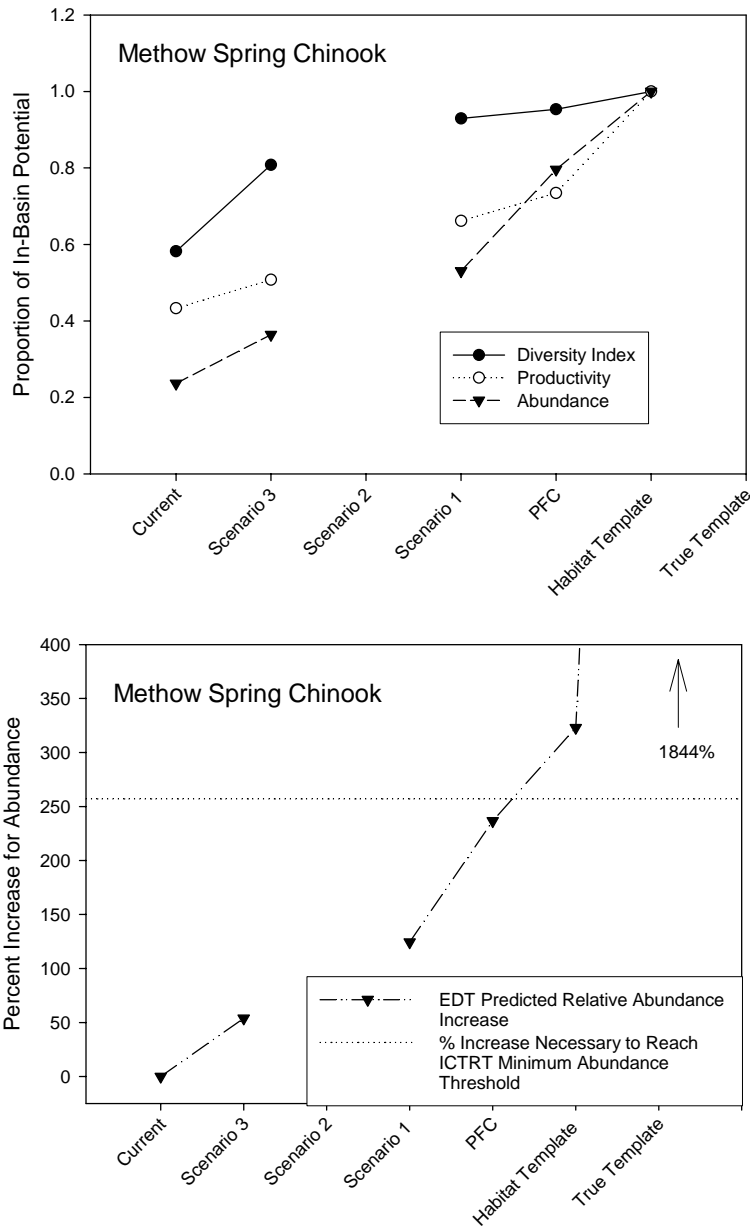 1.2
Methow Spring Chinook
1.0
0.8
0.6
0.4
0.2
0.0
Proportion of In-Basin Potential
Diversity Index
Productivity
Abundance
Current
Scenario 3
Scenario 2
Scenario 1
PFC
Habitat Template
True Template
400
Methow Spring Chinook
350
300
250
200
150
100
50
0
Percent Increase for Abundance
1844%
EDT Predicted Relative Abundance
Increase
% Increase Necessary to Reach
ICTRT Minimum Abundance
Threshold
Current
Scenario 3
Scenario 2
Scenario 1
PFC
Habitat Template
True Template